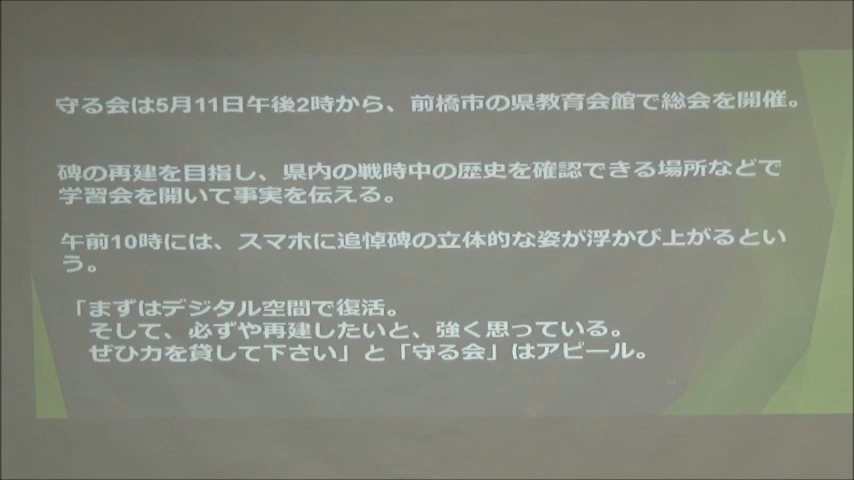 守る会は5月11日午後2時から、前橋市の県教育会館で総会を開催。
碑の再建を目指し、県内の戦時中の歴史を確認できる場所などで
学習会を開いて事実を伝える。
午前10時には、スマホに追悼碑の立体的な姿が浮かび上がるとい
う。
「まずはデジタル空間で復活。
そして、必ずや再建したいと、強く思っている。
ぜひ力を貸して下さい」と「守る会」はアピール。